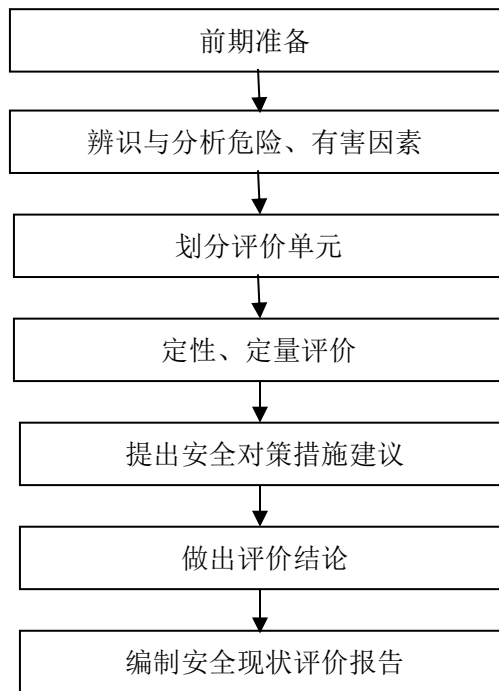 前期准备
辨识与分析危险、有害因素
划分评价单元
定性、定量评价
提出安全对策措施建议
做出评价结论
编制安全现状评价报告